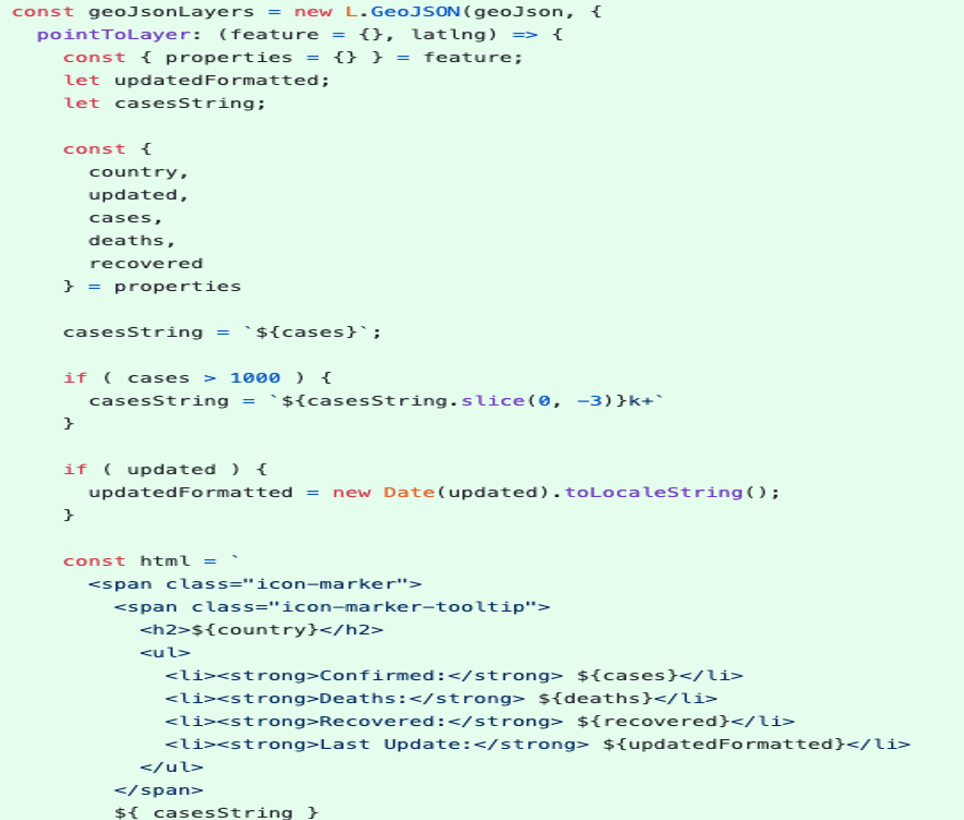 const geoJsonLayers = new L.GeoJSON(geoJson, {
  pointToLayer: (feature = {}, latlng) => {
    const { properties = {} } = feature;
    let updatedFormatted;
    let casesString;

    const {
      country,
      updated,
      cases,
      deaths,
      recovered
    } = properties

    casesString = `${cases}`;

    if ( cases > 1000 ) {
      casesString = `${casesString.slice(0, -3)}k+`
    }

    if ( updated ) {
      updatedFormatted = new Date(updated).toLocaleString();
    }

    const html = `
      <span class="icon-marker">
        <span class="icon-marker-tooltip">
          <h2>${country}</h2>
          <ul>
            <li><strong>Confirmed:</strong> ${cases}</li>
            <li><strong>Deaths:</strong> ${deaths}</li>
            <li><strong>Recovered:</strong> ${recovered}</li>
            <li><strong>Last Update:</strong> ${updatedFormatted}</li>
          </ul>
        </span>
        ${ casesString }